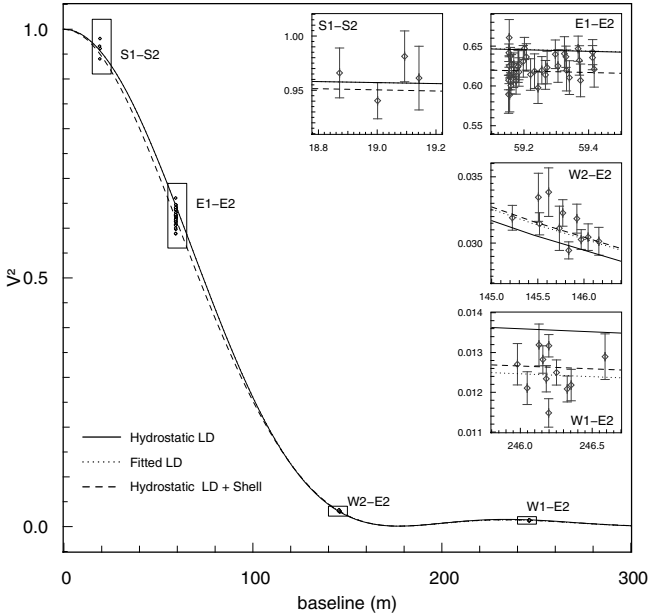 1.0
0.5
0.0
V²
0
100
200
300
baseline (m)
S1−S2
E1−E2
W2−E2
W1−E2
Hydrostatic LD
Fitted LD
Hydrostatic LD + Shell
S1−S2
1.00
0.95
18.8
19.0
19.2
E1−E2
0.65
0.60
0.55
59.2
59.4
W2−E2
0.035
0.030
145.0
145.5
146.0
0.014
0.013
0.012
0.011
W1−E2
246.0
246.5